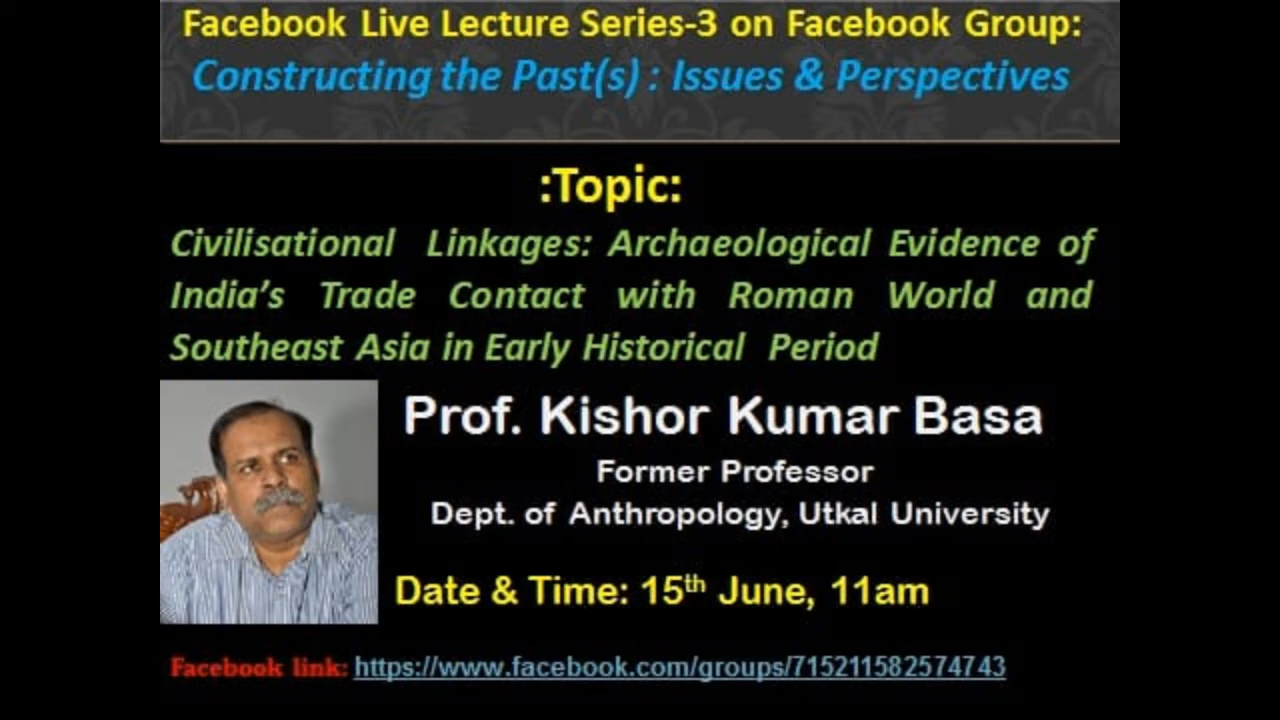 Facebook Live Lecture Series-3 on Facebook Group:
Constructing the Past(s) : Issues & Perspectives
:Topic:
Civilisational Linkages: Archaeological Evidence of
India’s Trade Contact with Roman World and
Southeast Asia in Early Historical Period
Prof. Kishor Kumar Basa
Former Professor
Dept. of Anthropology, Utkal University
Date & Time: 15th June, 11am
Facebook link: https://www.facebook.com/groups/715211582574743